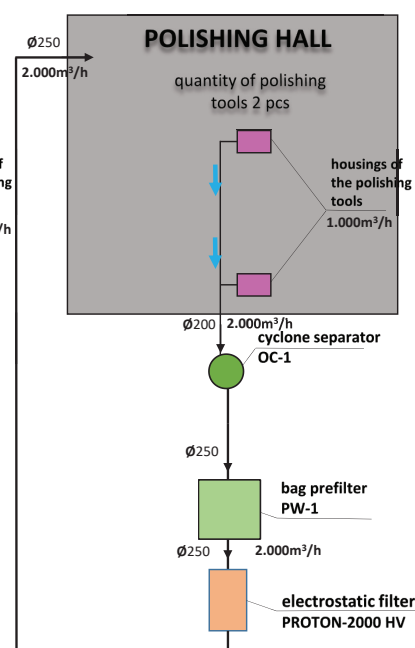 POLISHING HALL
Ø250
2.000m³/h
quantity of polishing
tools 2 pcs
housings of
the polishing
tools
1.000m³/h
Ø200 2.000m³/h
cyclone separator
OC-1
Ø250
bag prefilter
PW-1
Ø250 2.000m³/h
electrostatic filter
PROTON-2000 HV